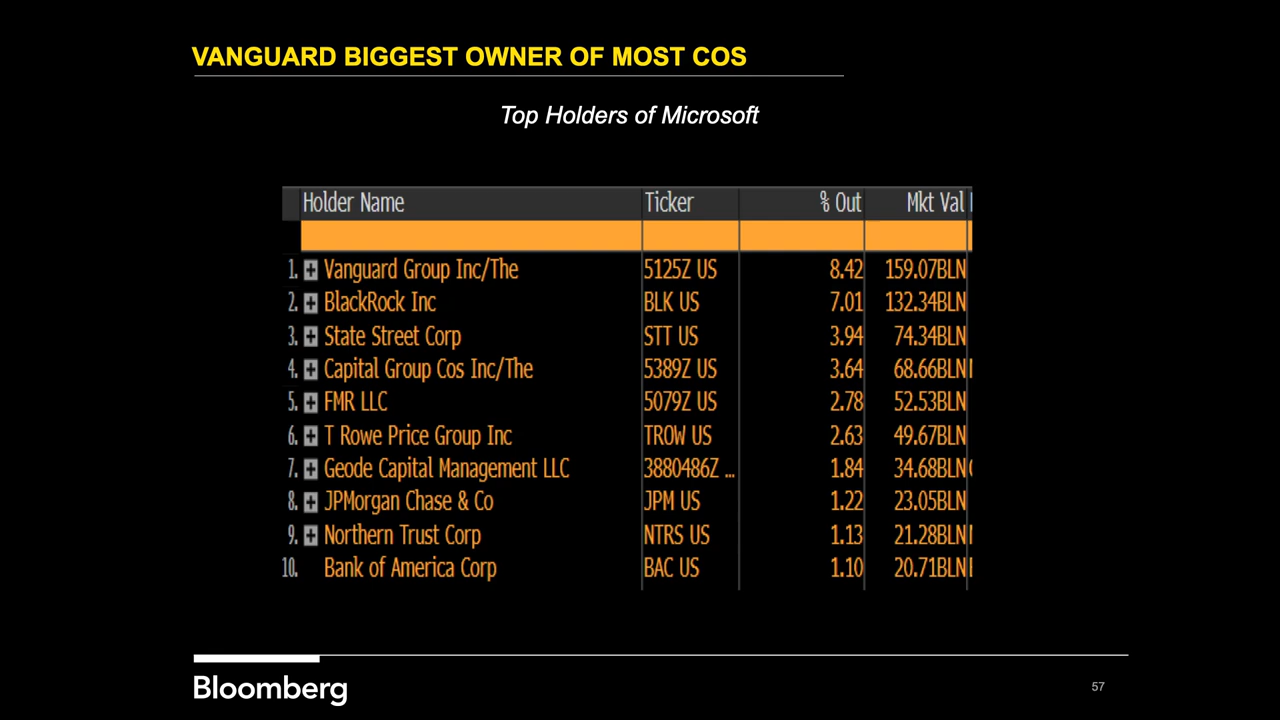 VANGUARD BIGGEST OWNER OF MOST COS
Top Holders of Microsoft
Holder Name Ticker % Out Mkt Val
1. Vanguard Group Inc/The 5125Z US 8.42 159.07BLN
2. BlackRock Inc BLK US 7.01 132.34BLN
3. State Street Corp STT US 3.94 74.34BLN
4. Capital Group Cos Inc/The 5389Z US 3.64 68.66BLN
5. FMR LLC 5079Z US 2.78 52.53BLN
6. T Rowe Price Group Inc TROW US 2.63 49.67BLN
7. Geode Capital Management LLC 3880486Z ... 1.84 34.68BLN
8. JPMorgan Chase & Co JPM US 1.22 23.05BLN
9. Northern Trust Corp NTRS US 1.13 21.28BLN
10. Bank of America Corp BAC US 1.10 20.71BLN
Bloomberg
57